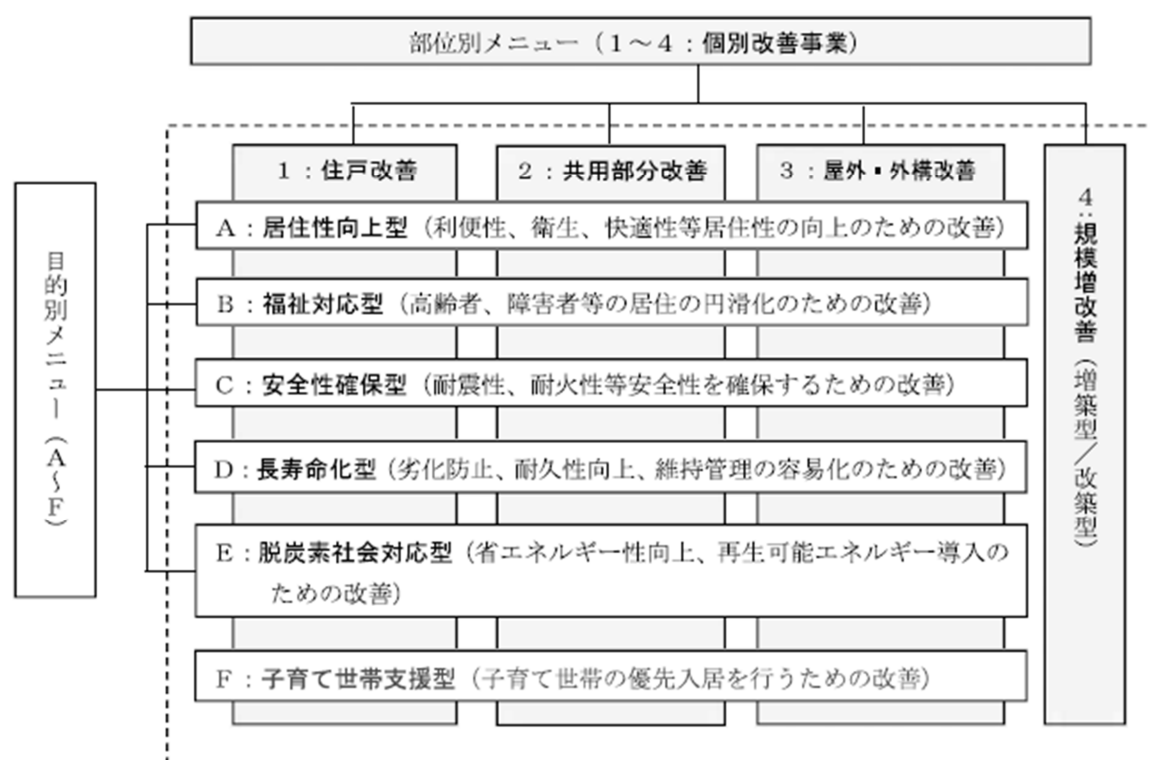 部位別メニュー（１～４：個別改善事業）
１：住戸改善
２：共用部分改善
３：屋外・外構改善
４：規模増改善（増築型／改築型）
目的別メニュー（Ａ～Ｆ）
Ａ：居住性向上型（利便性、衛生、快適性等居住性の向上のための改善）
Ｂ：福祉対応型（高齢者、障害者等の居住の円滑化のための改善）
Ｃ：安全性確保型（耐震性、耐火性等安全性を確保するための改善）
Ｄ：長寿命化型（劣化防止、耐久性向上、維持管理の容易化のための改善）
Ｅ：脱炭素社会対応型（省エネルギー性向上、再生可能エネルギー導入の
ための改善）
Ｆ：子育て世帯支援型（子育て世帯の優先入居を行うための改善）